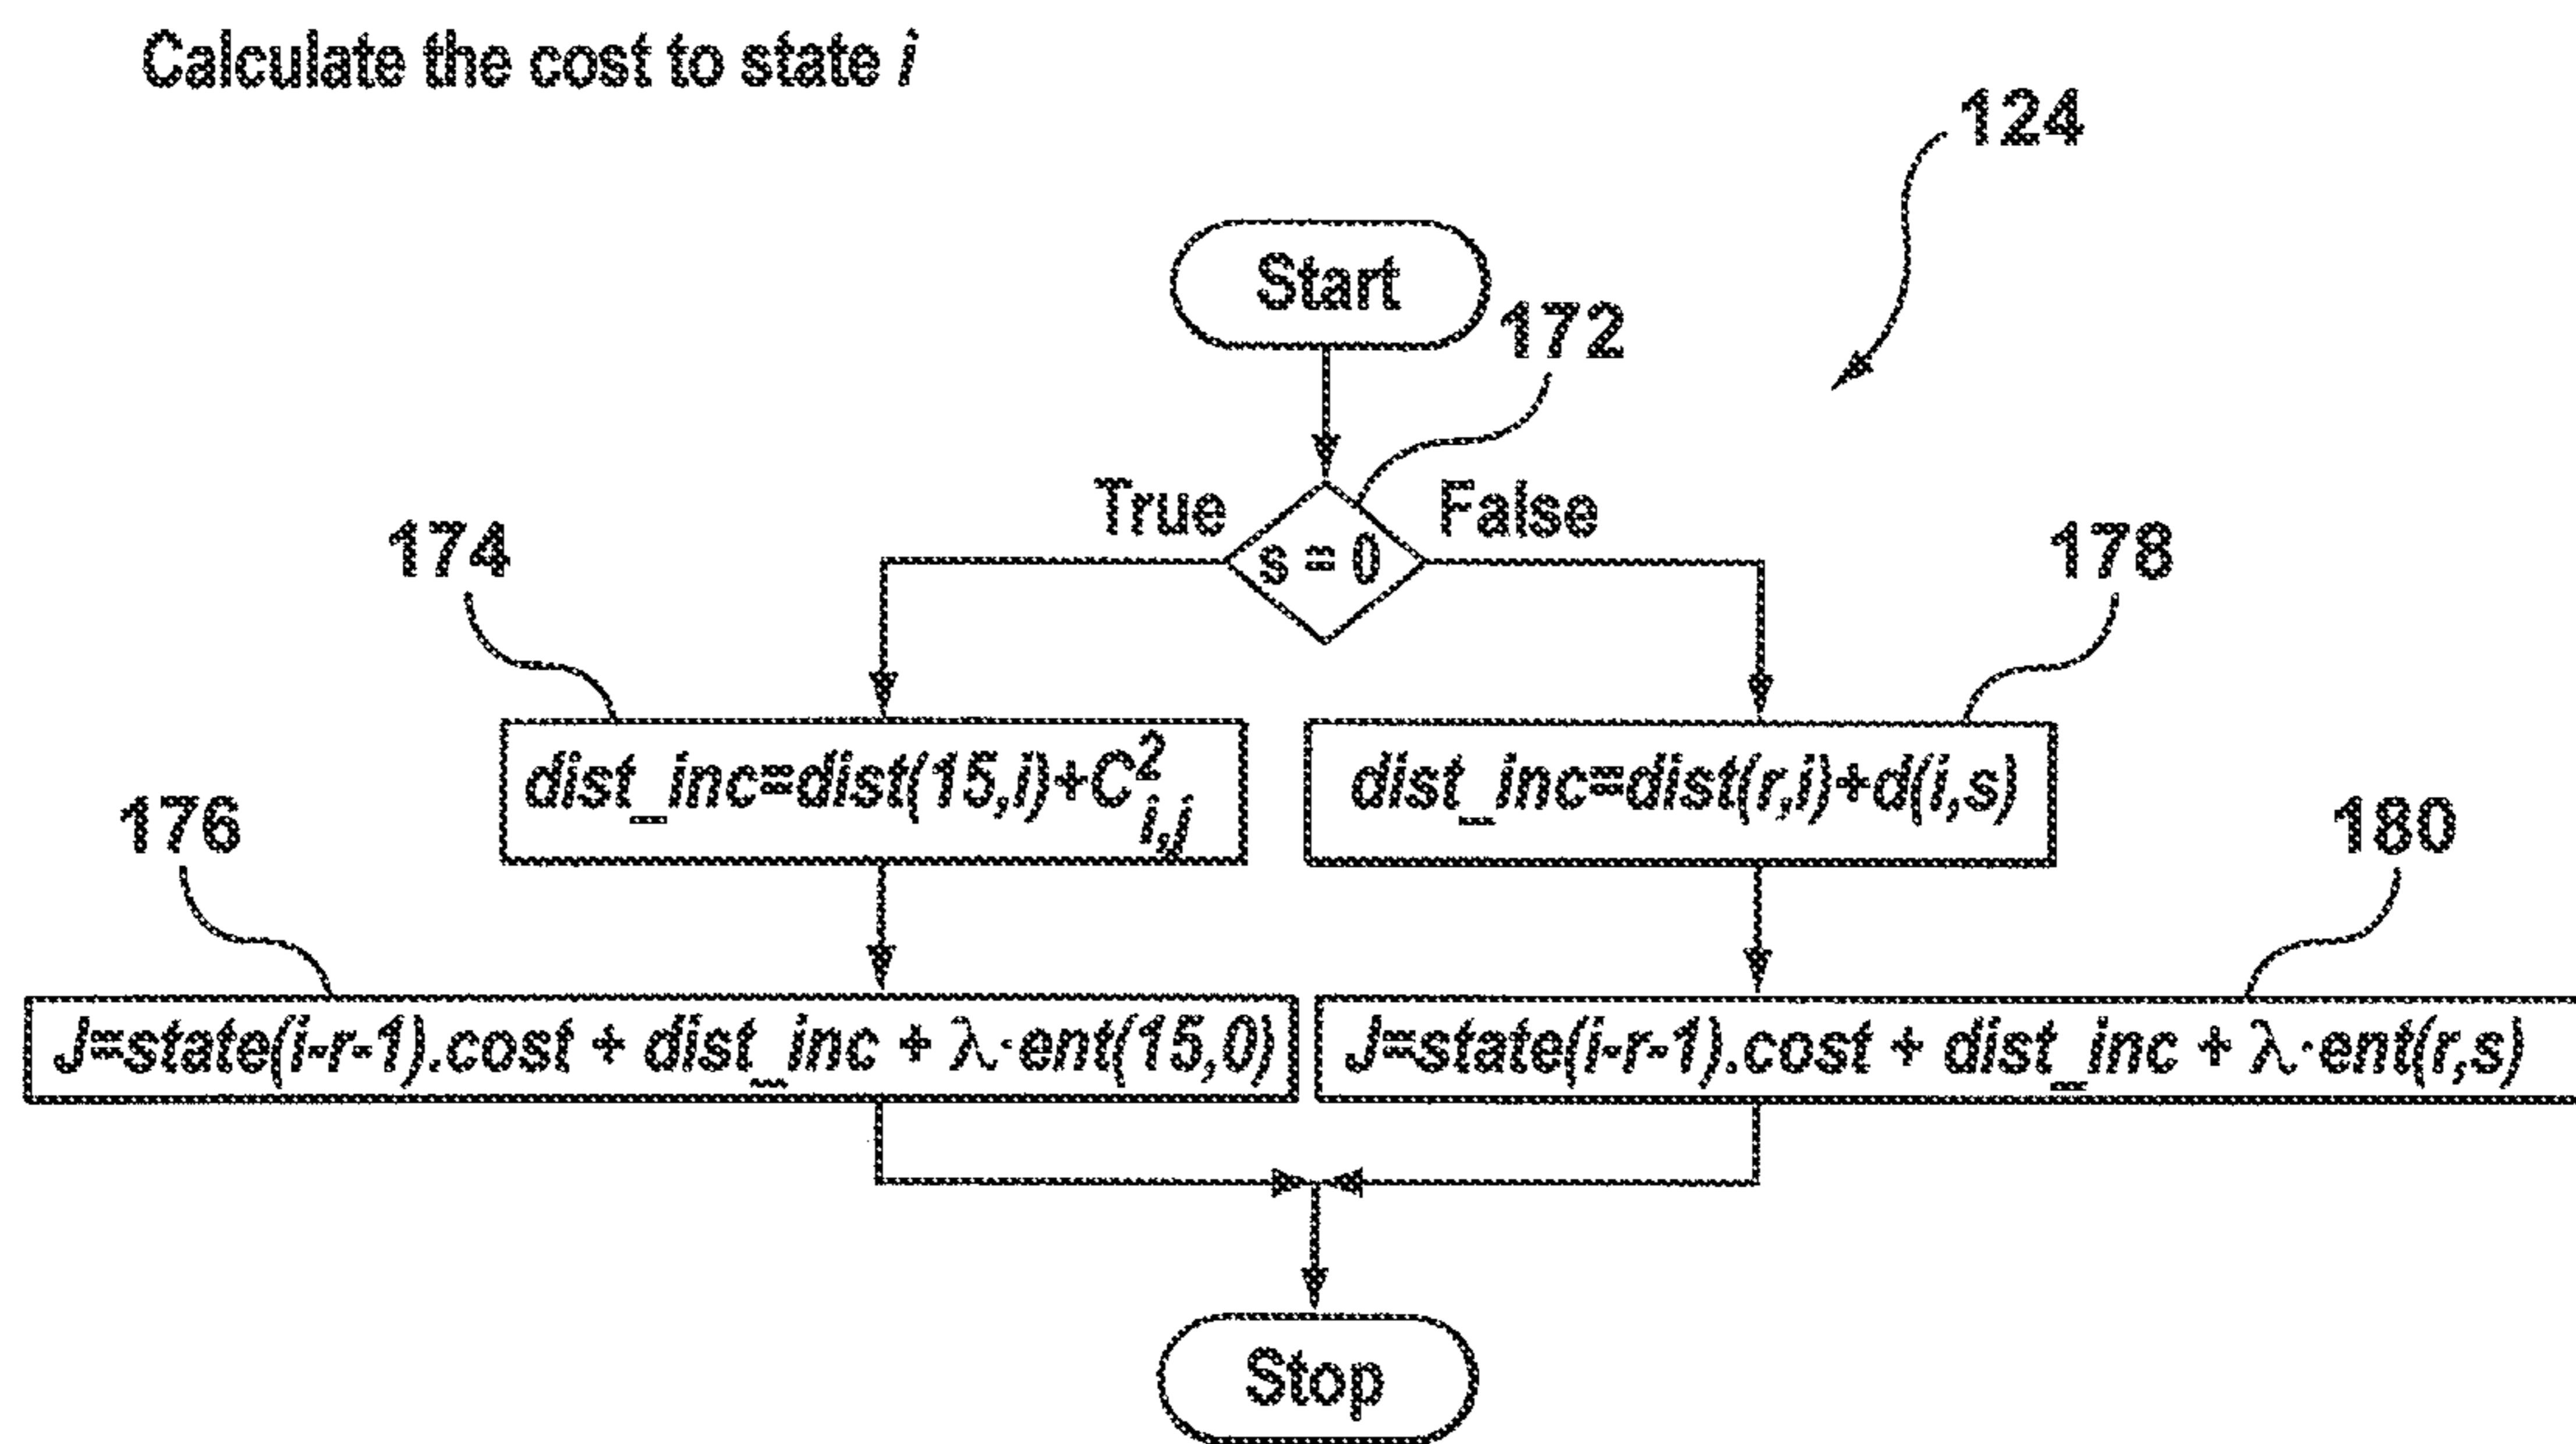 Calculate the cost to state i
124
Start
172
True
False
s = 0
174
178
dist_inc=dist(15,i)+C²i,j
dist_inc=dist(r,i)+d(i,s)
176
180
J=state(i-r-1).cost + dist_inc + λ·ent(15,0)
J=state(i-r-1).cost + dist_inc + λ·ent(r,s)
Stop